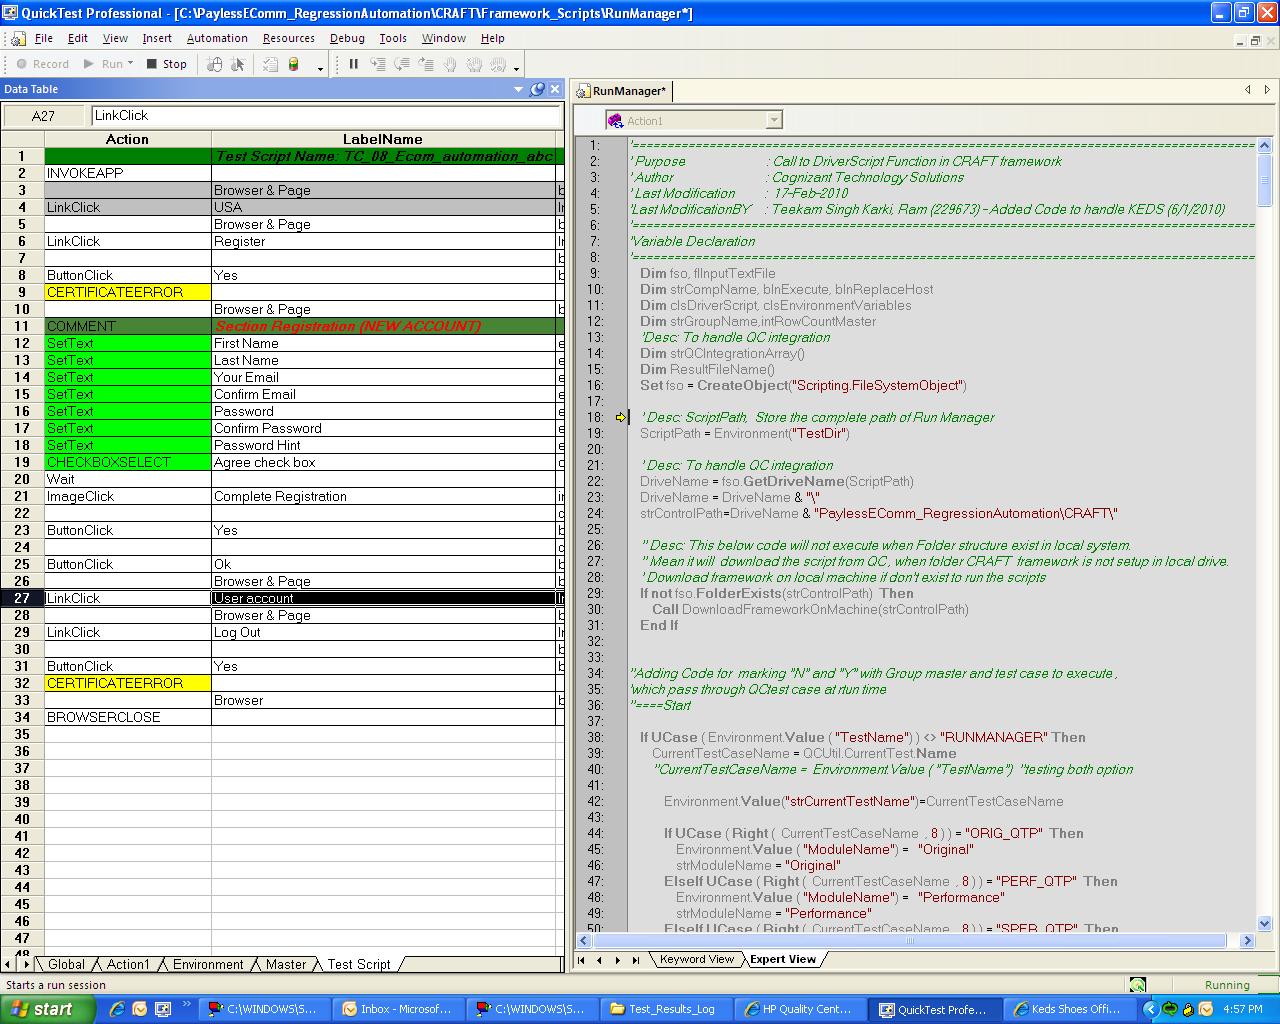 QuickTest Professional - [C:\PaylessEComm_RegressionAutomation\CRAFT\Framework_Scripts\RunManager*]
File Edit View Insert Automation Resources Debug Tools Window Help
Record Run Stop
Data Table
A27 LinkClick
Action LabelName
1 Test Script Name: TC_08_Ecom_automation_abc
2 INVOKEAPP
3 Browser & Page b
4 LinkClick USA
5 Browser & Page b
6 LinkClick Register
7 b
8 ButtonClick Yes b
9 CERTIFICATEERROR
10 Browser & Page b
11 COMMENT Section Registration (NEW ACCOUNT)
12 SetText First Name e
13 SetText Last Name e
14 SetText Your Email e
15 SetText Confirm Email e
16 SetText Password e
17 SetText Confirm Password e
18 SetText Password Hint e
19 CHECKBOXSELECT Agree check box c
20 Wait
21 ImageClick Complete Registration
22 c
23 ButtonClick Yes b
24 c
25 ButtonClick Ok b
26 Browser & Page b
27 LinkClick User account
28 Browser & Page b
29 LinkClick Log Out
30 b
31 ButtonClick Yes b
32 CERTIFICATEERROR
33 Browser b
34 BROWSERCLOSE
35
36
37
38
39
40
41
42
43
44
45
46
47
48
Global Action1 Environment Master Test Script
RunManager*
Action1
1: '==================================================
2: ' Purpose : Call to DriverScript Function in CRAFT framework
3: ' Author : Cognizant Technology Solutions
4: ' Last Modification : 17-Feb-2010
5: 'Last ModificationBY : Teekam Singh Karki, Ram (229673) - Added Code to handle KEDS (6/1/2010)
6: '==================================================
7: 'Variable Declaration
8: '==================================================
9: Dim fso, flInputTextFile
10: Dim strCompName, blnExecute, blnReplaceHost
11: Dim clsDriverScript, clsEnvironmentVariables
12: Dim strGroupName,intRowCountMaster
13: 'Desc: To handle QC integration
14: Dim strQCIntegrationArray()
15: Dim ResultFileName()
16: Set fso = CreateObject("Scripting.FileSystemObject")
17:
18: ' Desc: ScriptPath, Store the complete path of Run Manager
19: ScriptPath = Environment("TestDir")
20:
21: ' Desc: To handle QC integration
22: DriveName = fso.GetDriveName(ScriptPath)
23: DriveName = DriveName & "\"
24: strControlPath=DriveName & "PaylessEComm_RegressionAutomation\CRAFT\"
25:
26: '' Desc: This below code will not execute when Folder structure exist in local system.
27: '' Mean it will download the script from QC , when folder CRAFT framework is not setup in local drive.
28: ' Download framework on local machine if don't exist to run the scripts
29: If not fso.FolderExists(strControlPath) Then
30: Call DownloadFrameworkOnMachine(strControlPath)
31: End If
32:
33:
34: ''Adding Code for marking "N" and "Y" with Group master and test case to execute ,
35: 'which pass through QCtest case at rtun time
36: ''====Start
37:
38: If UCase ( Environment.Value ( "TestName") ) <> "RUNMANAGER" Then
39: CurrentTestCaseName = QCUtil.CurrentTest.Name
40: ''CurrentTestCaseName = Environment.Value ( "TestName") ''testing both option
41:
42: Environment.Value("strCurrentTestName")=CurrentTestCaseName
43:
44: If UCase ( Right ( CurrentTestCaseName , 8 ) ) = "ORIG_QTP" Then
45: Environment.Value ( "ModuleName") = "Original"
46: strModuleName = "Original"
47: ElseIf UCase ( Right ( CurrentTestCaseName , 8 ) ) = "PERF_QTP" Then
48: Environment.Value ( "ModuleName") = "Performance"
49: strModuleName = "Performance"
50: ElseIf UCase ( Right ( CurrentTestCaseName , 8 ) ) = "SPER_QTP" Then
Keyword View Expert View
Starts a run session Running
start C:\WINDOWS\S... Inbox - Microsof... C:\WINDOWS\S... Test_Results_Log HP Quality Cent... QuickTest Profe... Keds Shoes Offi... 4:57 PM